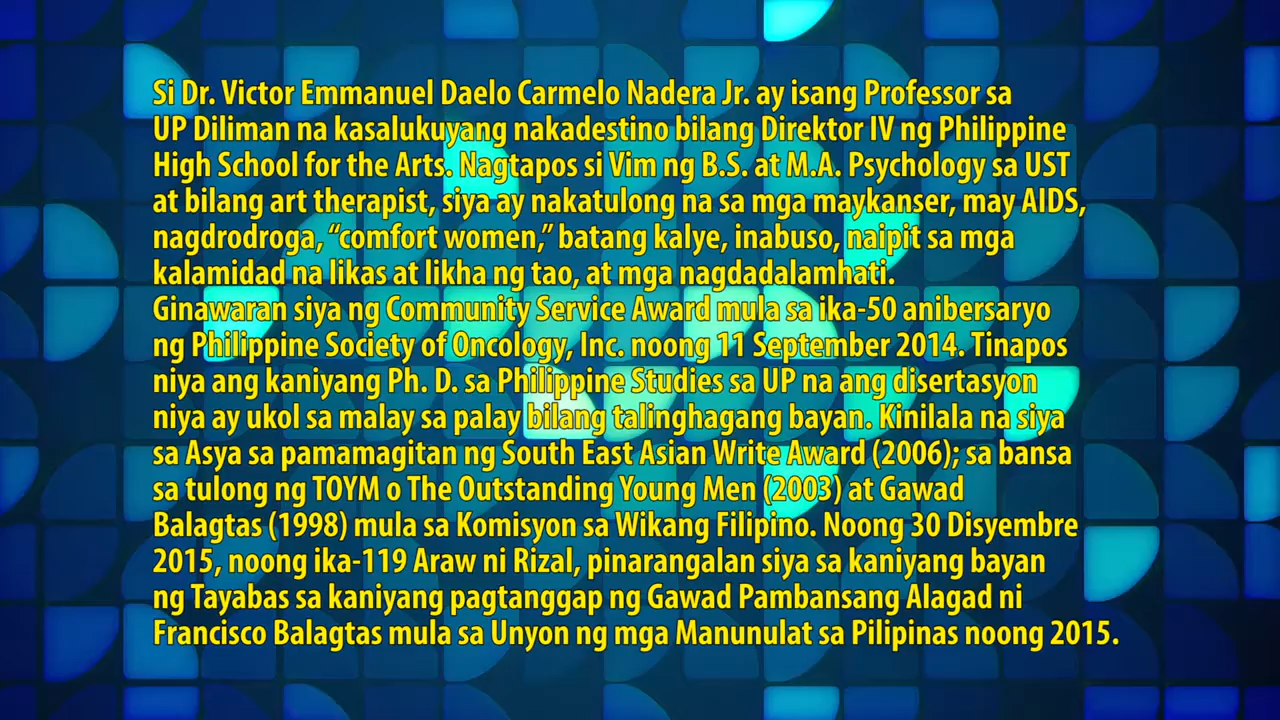 Si Dr. Victor Emmanuel Daelo Carmelo Nadera Jr. ay isang Professor sa
UP Diliman na kasalukuyang nakadestino bilang Direktor IV ng Philippine
High School for the Arts. Nagtapos si Vim ng B.S. at M.A. Psychology sa UST
at bilang art therapist, siya ay nakatulong na sa mga maykanser, may AIDS,
nagdrodroga, “comfort women,” batang kalye, inabuso, naipit sa mga
kalamidad na likas at likha ng tao, at mga nagdadalamhati.
Ginawaran siya ng Community Service Award mula sa ika-50 anibersaryo
ng Philippine Society of Oncology, Inc. noong 11 September 2014. Tinapos
niya ang kaniyang Ph. D. sa Philippine Studies sa UP na ang disertasyon
niya ay ukol sa malay sa palay bilang talinghagang bayan. Kinilala na siya
sa Asya sa pamamagitan ng South East Asian Write Award (2006); sa bansa
sa tulong ng TOYM o The Outstanding Young Men (2003) at Gawad
Balagtas (1998) mula sa Komisyon sa Wikang Filipino. Noong 30 Disyembre
2015, noong ika-119 Araw ni Rizal, pinarangalan siya sa kaniyang bayan
ng Tayabas sa kaniyang pagtanggap ng Gawad Pambansang Alagad ni
Francisco Balagtas mula sa Unyon ng mga Manunulat sa Pilipinas noong 2015.